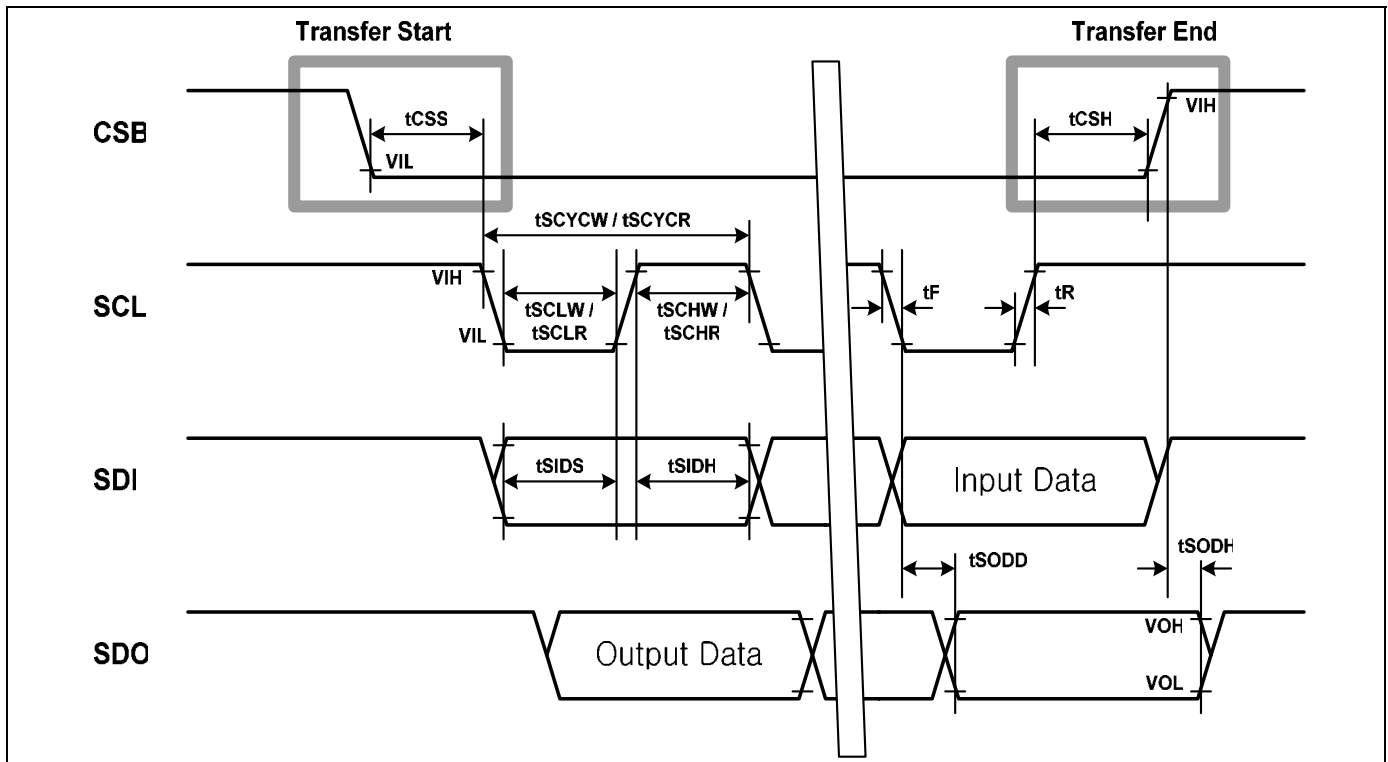 Transfer Start
Transfer End
CSB
tCSS
VIL
tCSH
VIH
tSCYCW / tSCYCR
SCL
VIH
VIL
tSCLW /
tSCLR
tSCHW /
tSCHR
tF
tR
SDI
tSIDS
tSIDH
Input Data
tSODD
tSODH
SDO
Output Data
VOH
VOL